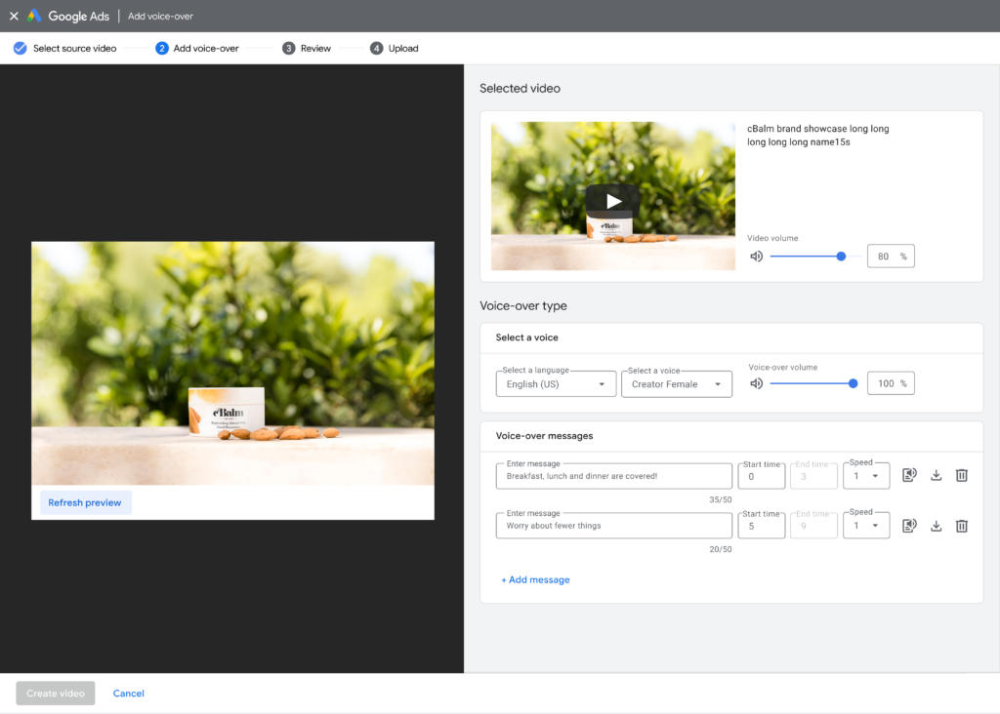 Google Ads
Add voice-over
Select source video
2 Add voice-over
3 Review
4 Upload
cBalm
Refresh preview
Selected video
cBalm
cBalm brand showcase long long
long long long name15s
Video volume
80 %
Voice-over type
Select a voice
Select a language
English (US)
Select a voice
Creator Female
Voice-over volume
100 %
Voice-over messages
Enter message
Breakfast, lunch and dinner are covered!
35/50
Start time
0
End time
3
Speed
1
Enter message
Worry about fewer things
20/50
Start time
5
End time
9
Speed
1
+ Add message
Create video
Cancel